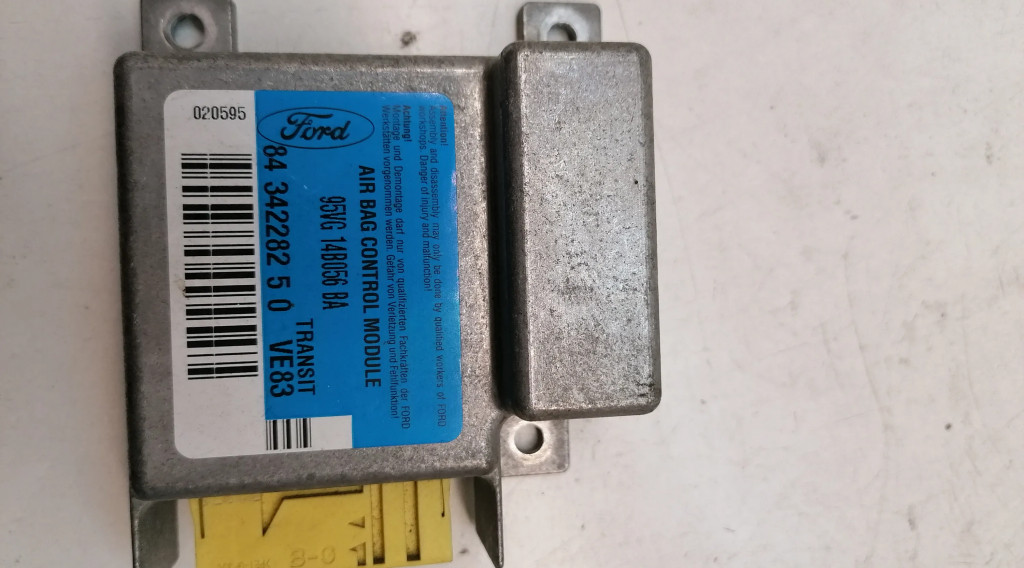 Attention!
Assembly and disassembly may only be done by qualified workers of FORD
workshops. Danger of injury and malfunction!
Achtung!
Montage und Demontage darf nur von qualifizierten Fachkräften der FORD
Werkstätten vorgenommen werden. Gefahr von Verletzung und Fehlfunktion!
AIR BAG CONTROL MODULE
95VG 14B056 BA
TRANSIT
Ford
84 342282 5 0 VE83
020595
8-0